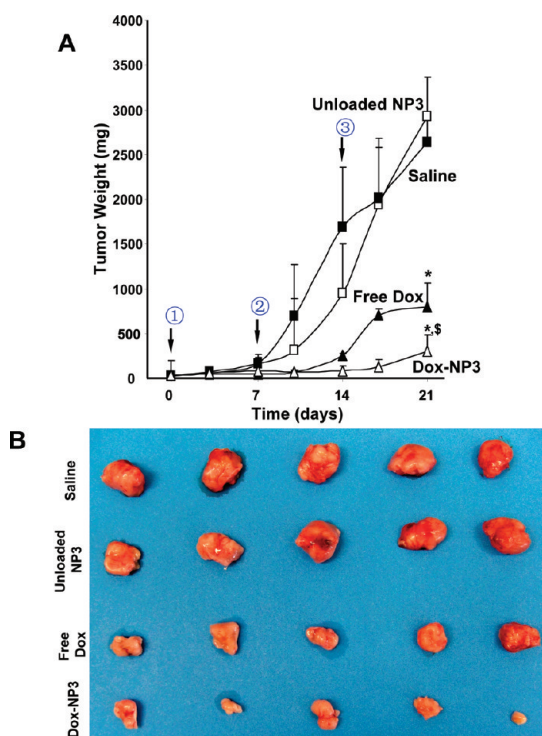 A
4000
3500
3000
2500
2000
1500
1000
500
0
Tumor Weight (mg)
① 
②
③
Unloaded NP3
Saline
Free Dox
*
*,$
Dox-NP3
0
7
14
21
Time (days)
B
Saline
Unloaded
NP3
Free
Dox
Dox-NP3